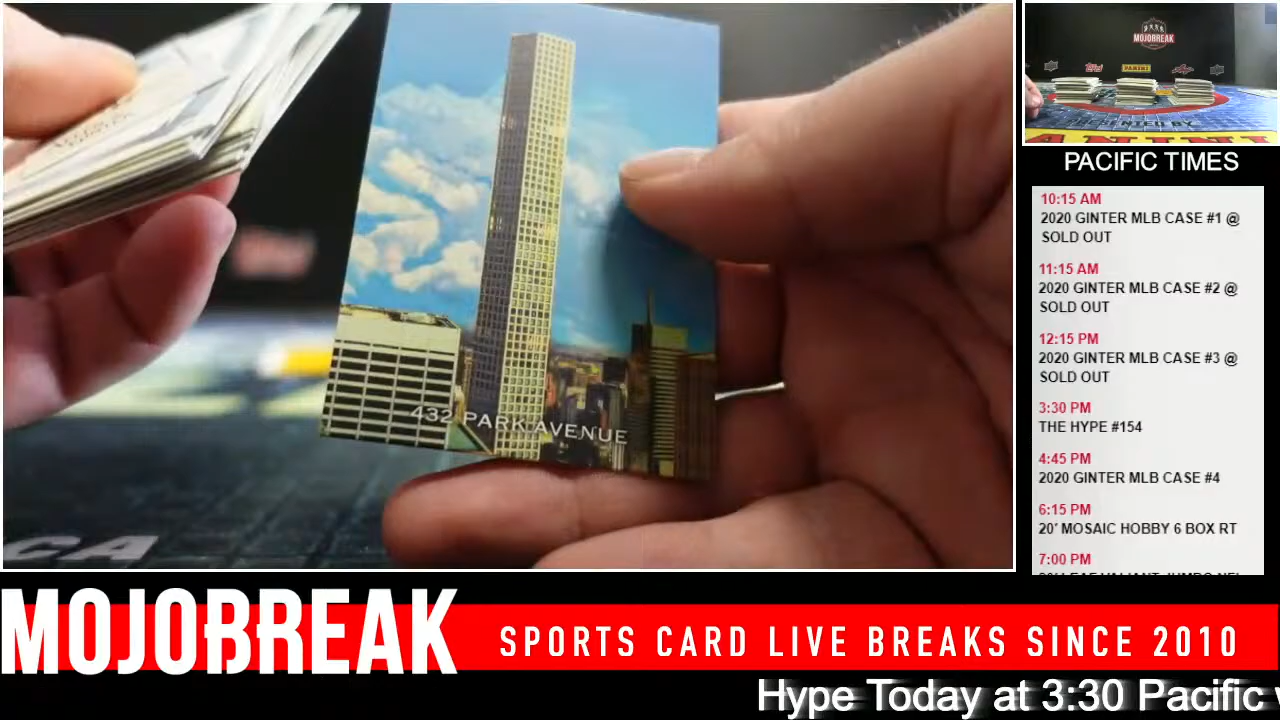 432 PARK AVENUE
CA
MOJOBREAK
PANINI
PACIFIC TIMES
10:15 AM
2020 GINTER MLB CASE #1 @
SOLD OUT
11:15 AM
2020 GINTER MLB CASE #2 @
SOLD OUT
12:15 PM
2020 GINTER MLB CASE #3 @
SOLD OUT
3:30 PM
THE HYPE #154
4:45 PM
2020 GINTER MLB CASE #4
6:15 PM
20' MOSAIC HOBBY 6 BOX RT
7:00 PM
MOJOBREAK
SPORTS CARD LIVE BREAKS SINCE 2010
Hype Today at 3:30 Pacific